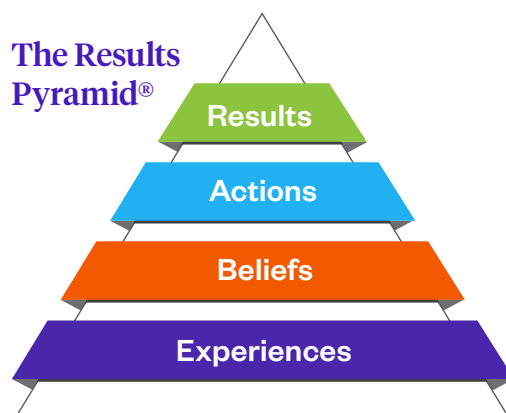 The Results
Pyramid®
Results
Actions
Beliefs
Experiences